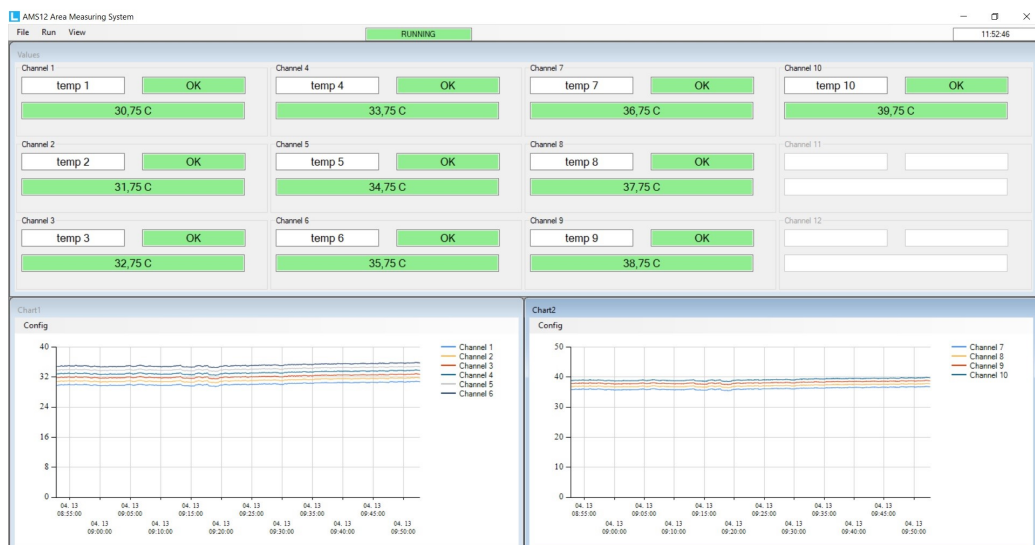 L AMS12 Area Measuring System
File Run View RUNNING 11:52:46
Values
Channel 1
temp 1 OK
30,75 C
Channel 4
temp 4 OK
33,75 C
Channel 7
temp 7 OK
36,75 C
Channel 10
temp 10 OK
39,75 C
Channel 2
temp 2 OK
31,75 C
Channel 5
temp 5 OK
34,75 C
Channel 8
temp 8 OK
37,75 C
Channel 11
Channel 3
temp 3 OK
32,75 C
Channel 6
temp 6 OK
35,75 C
Channel 9
temp 9 OK
38,75 C
Channel 12
Chart1
Config
40
32
24
16
8
0
04. 13 04. 13 04. 13 04. 13 04. 13 04. 13
08:55:00 09:05:00 09:15:00 09:25:00 09:35:00 09:45:00
04. 13 04. 13 04. 13 04. 13 04. 13 04. 13
09:00:00 09:10:00 09:20:00 09:30:00 09:40:00 09:50:00
Channel 1
Channel 2
Channel 3
Channel 4
Channel 5
Channel 6
Chart2
Config
50
40
30
20
10
0
04. 13 04. 13 04. 13 04. 13 04. 13 04. 13
08:55:00 09:05:00 09:15:00 09:25:00 09:35:00 09:45:00
04. 13 04. 13 04. 13 04. 13 04. 13 04. 13
09:00:00 09:10:00 09:20:00 09:30:00 09:40:00 09:50:00
Channel 7
Channel 8
Channel 9
Channel 10